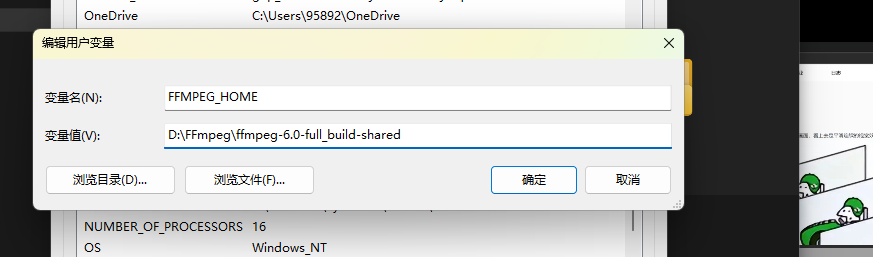 OneDrive C:\Users\95892\OneDrive
编辑用户变量
变量名(N): FFMPEG_HOME
变量值(V): D:\FFmpeg\ffmpeg-6.0-full_build-shared
浏览目录(D)... 浏览文件(F)... 确定 取消
NUMBER_OF_PROCESSORS 16
OS Windows_NT